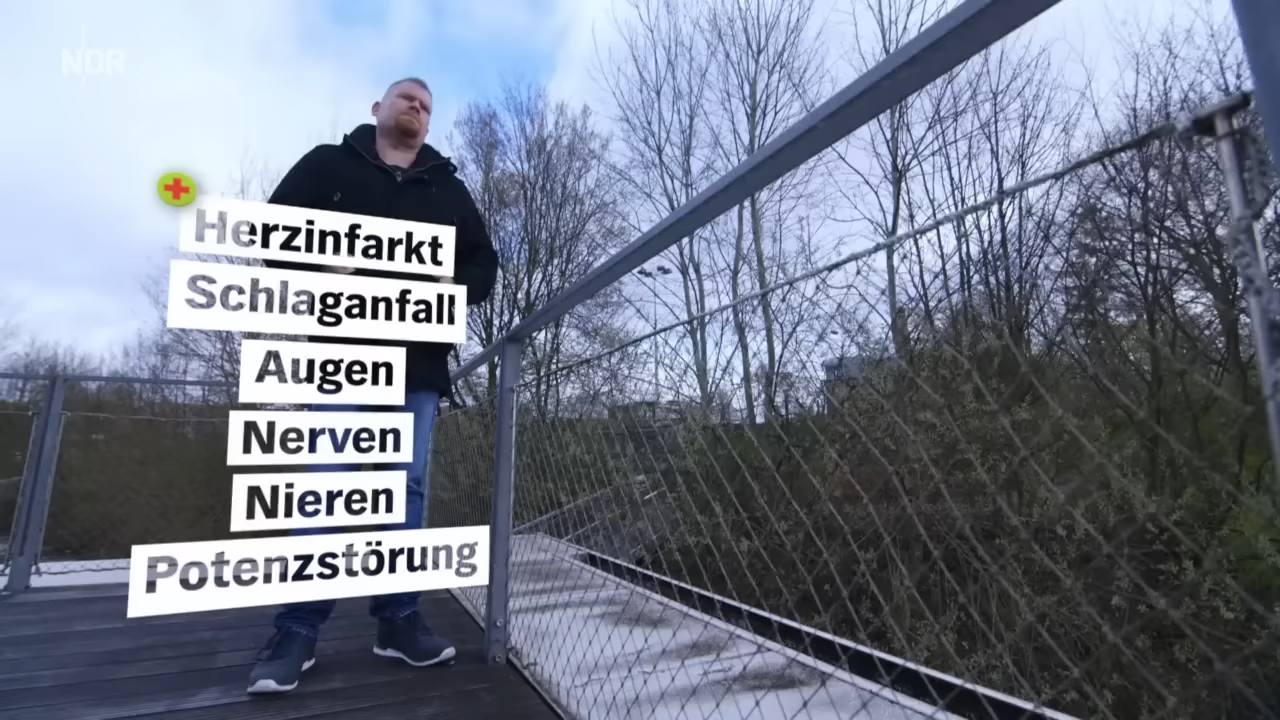 NDR
Herzinfarkt
Schlaganfall
Augen
Nerven
Nieren
Potenzstörung